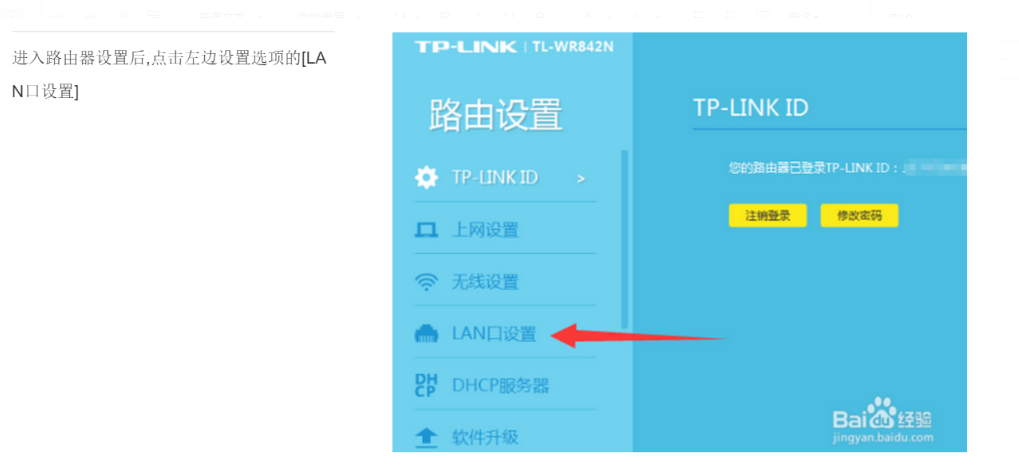 进入路由器设置后,点击左边设置选项的[LA
N口设置]
TP-LINK | TL-WR842N
路由设置
TP-LINK ID >
上网设置
无线设置
LAN口设置
DHCP DHCP服务器
软件升级
TP-LINK ID
您的路由器已登录TP-LINK ID：
注销登录 修改密码
Bai du 经验
jingyan.baidu.com